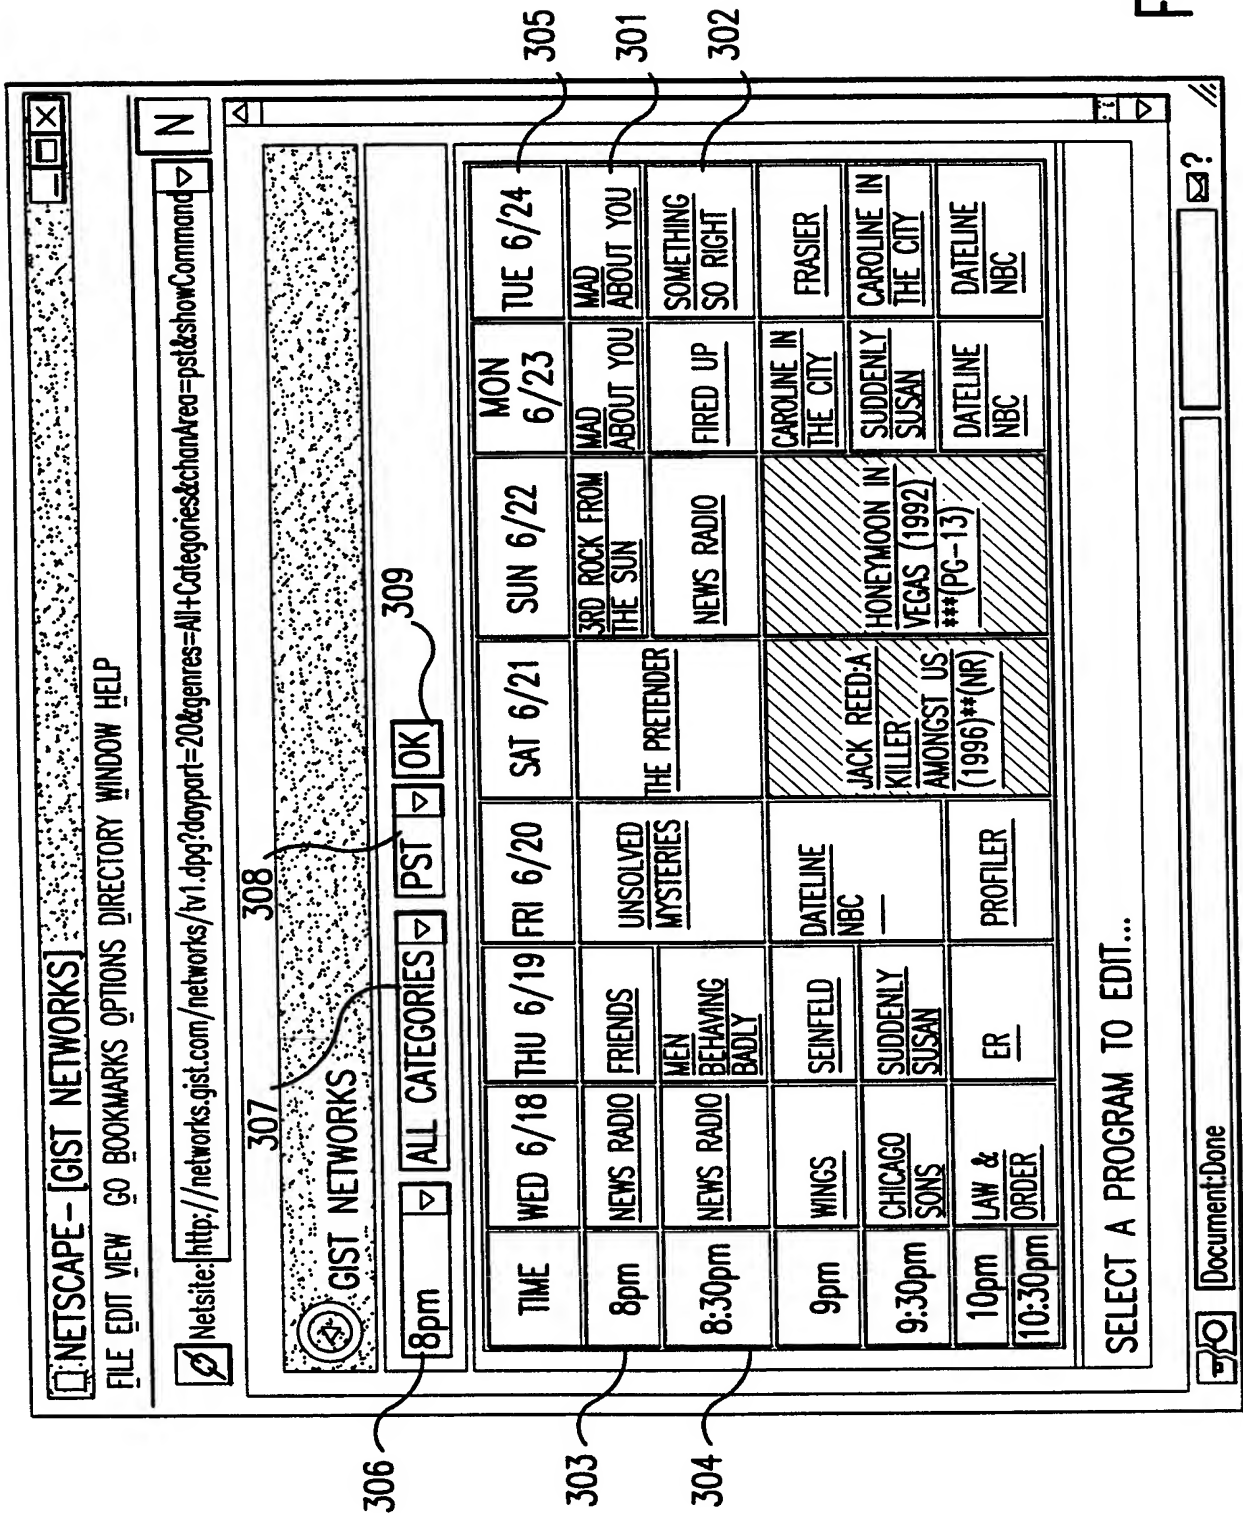 NETSCAPE-[GIST NETWORKS]
FILE EDIT VIEW GO BOOKMARKS OPTIONS DIRECTORY WINDOW HELP
Netsite: http://networks.gist.com/networks/tv1.dpg?daypart=20&genres=All+Categories&chanArea=pst&showCommand
N
307
308
GIST NETWORKS
309
306
8pm
ALL CATEGORIES
PST
OK
TIME
WED 6/18
THU 6/19
FRI 6/20
SAT 6/21
SUN 6/22
MON
6/23
TUE 6/24
305
303
8pm
NEWS RADIO
FRIENDS
UNSOLVED
MYSTERIES
THE PRETENDER
3RD ROCK FROM
THE SUN
MAD
ABOUT YOU
MAD
ABOUT YOU
301
304
8:30pm
NEWS RADIO
MEN
BEHAVING
BADLY
NEWS RADIO
FIRED UP
SOMETHING
SO RIGHT
302
9pm
WINGS
SEINFELD
DATELINE
NBC
JACK RED:A
KILLER
AMONGST US
(1996)**(NR)
HONEYMOON IN
VEGAS (1992)
***(PG-13)
CAROLINE IN
THE CITY
FRASIER
9:30pm
CHICAGO
SONS
SUDDENLY
SUSAN
SUDDENLY
SUSAN
CAROLINE IN
THE CITY
10pm
LAW &
ORDER
ER
PROFILER
DATELINE
NBC
DATELINE
NBC
10:30pm
SELECT A PROGRAM TO EDIT...
Document:Done
?